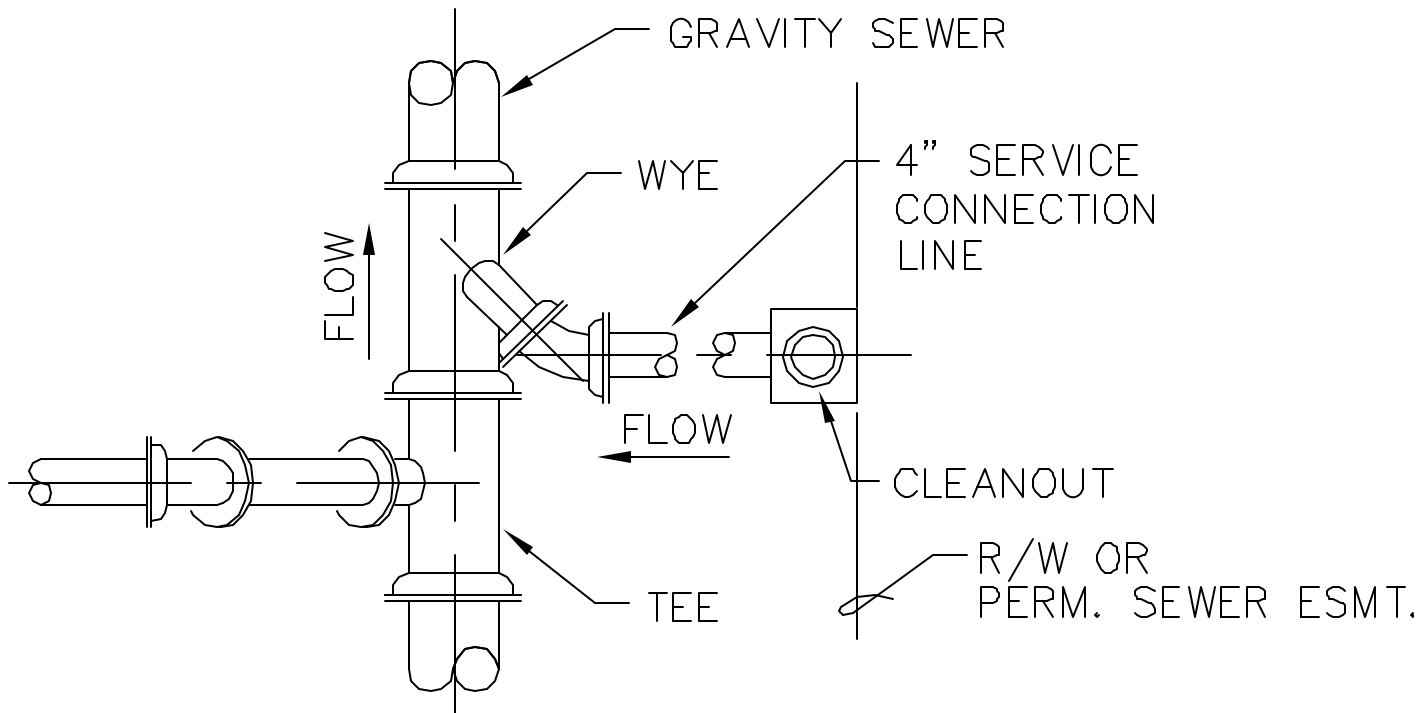 GRAVITY SEWER
WYE
4” SERVICE
CONNECTION
LINE
FLOW
FLOW
CLEANOUT
R/W OR
PERM. SEWER ESMT.
TEE